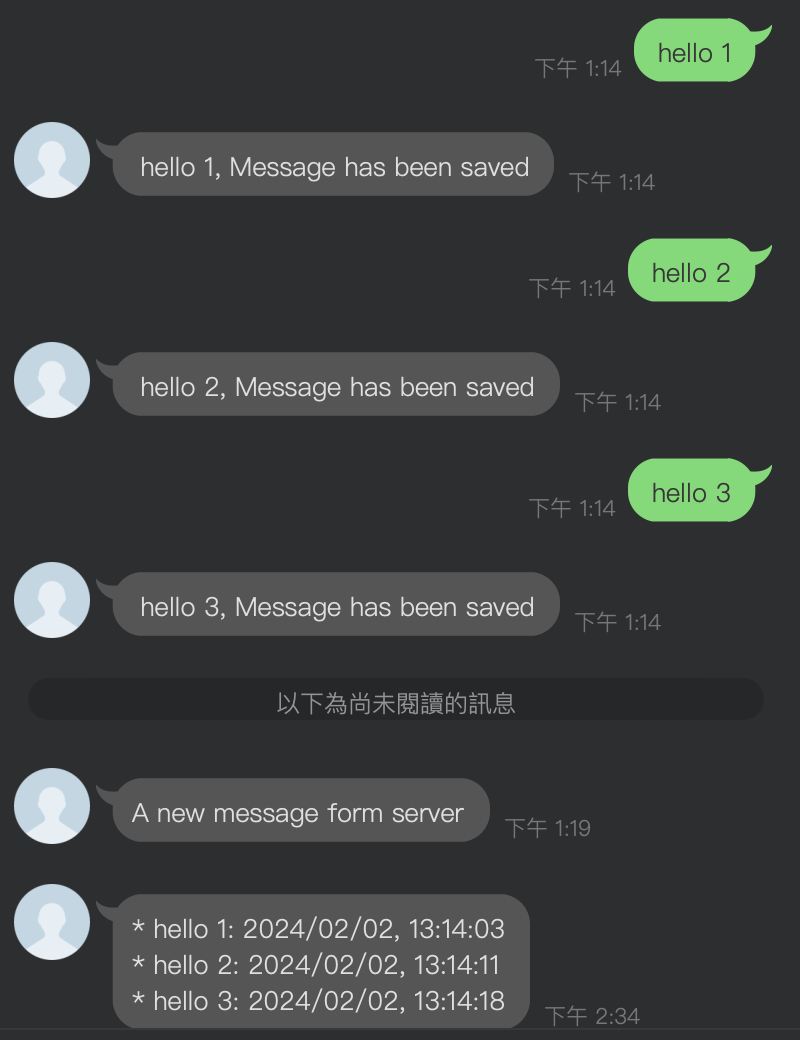 hello 1
下午 1:14
hello 1, Message has been saved
下午 1:14
hello 2
下午 1:14
hello 2, Message has been saved
下午 1:14
hello 3
下午 1:14
hello 3, Message has been saved
下午 1:14
以下為尚未閱讀的訊息
A new message form server
下午 1:19
* hello 1: 2024/02/02, 13:14:03
* hello 2: 2024/02/02, 13:14:11
* hello 3: 2024/02/02, 13:14:18
下午 2:34